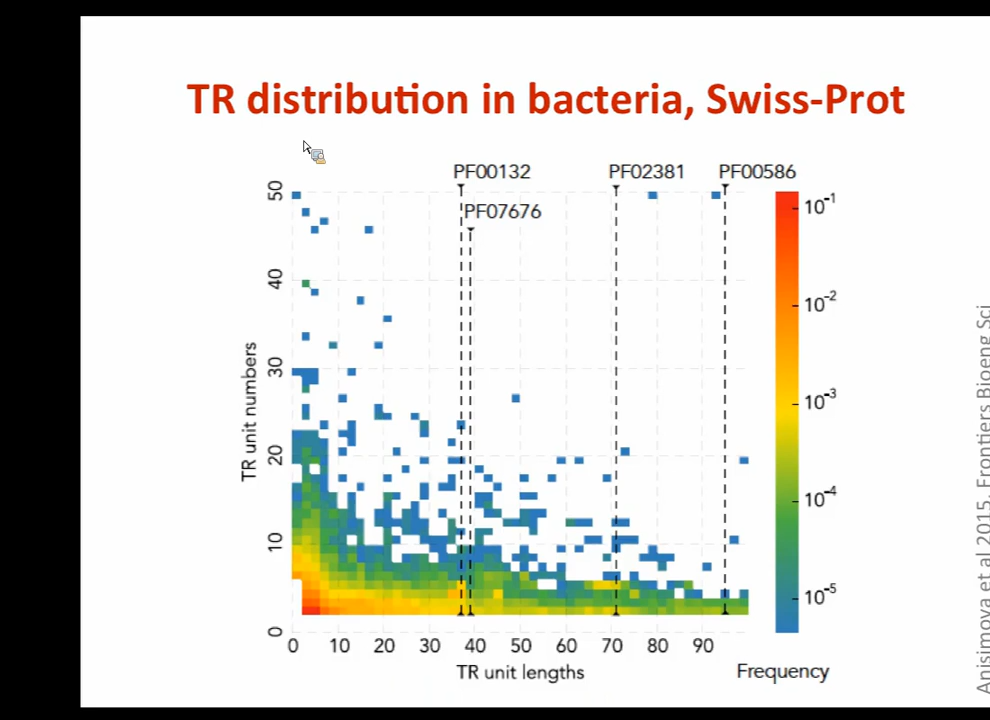 TR distribution in bacteria, Swiss-Prot
PF00132
PF02381
PF00586
PF07676
50
40
30
20
10
0
TR unit numbers
0 10 20 30 40 50 60 70 80 90
TR unit lengths
10⁻¹
10⁻²
10⁻³
10⁻⁴
10⁻⁵
Frequency
Anisimova et al 2015, Frontiers Bioeng Sci